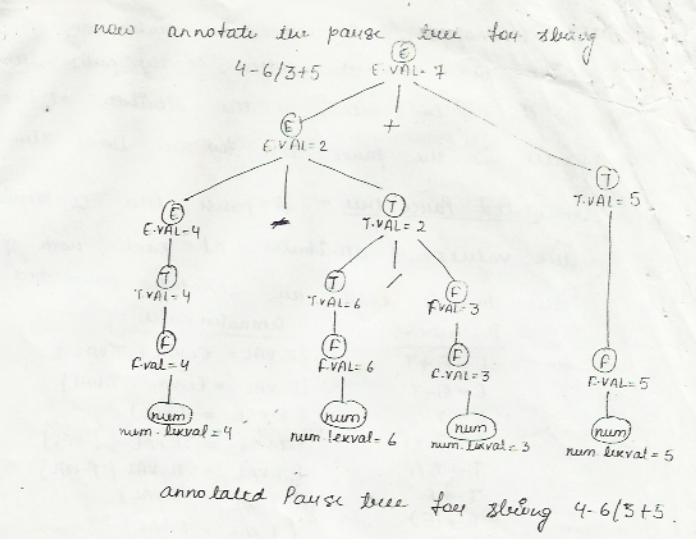 now annotate the pause tree for string
4-6/3+5
E
E.VAL= 7
E
E.VAL=2
+
T
T.VAL= 5
E
E.VAL=4
-
T
T.VAL= 2
T
T.VAL=4
T
T.VAL=6
/
F
F.VAL=3
F
F.val=4
F
F.VAL= 6
F
F.VAL=3
F
F.VAL=5
num
num.lexval=4
num
num.lexval= 6
num
num.lexval=3
num
num.lexval=5
annotated Pause tree for string 4-6/3+5.